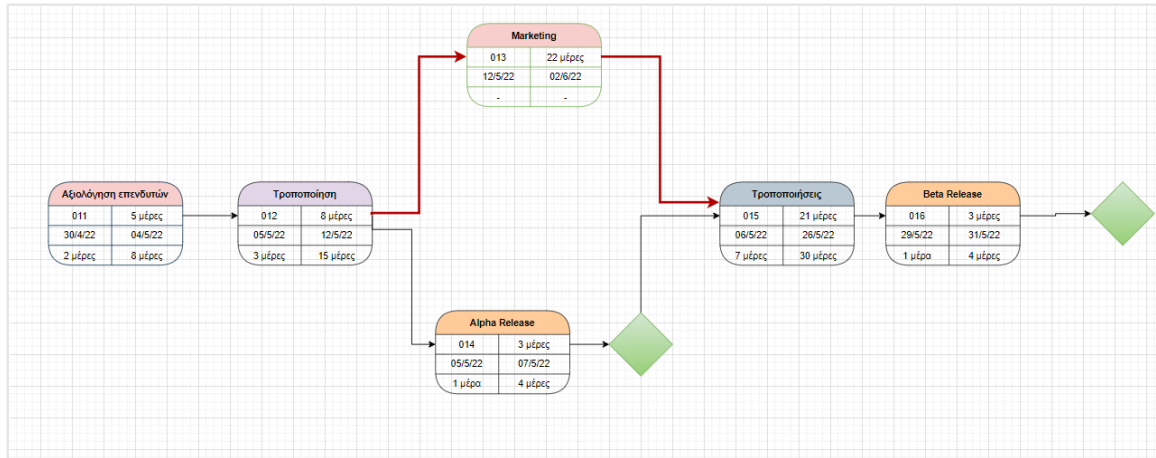 Marketing
013 22 μέρες
12/5/22 02/6/22
- -
Αξιολόγηση επενδυτών
011 5 μέρες
30/4/22 04/5/22
2 μέρες 8 μέρες
Τροποποίηση
012 8 μέρες
05/5/22 12/5/22
3 μέρες 15 μέρες
Τροποποιήσεις
015 21 μέρες
06/5/22 26/5/22
7 μέρες 30 μέρες
Beta Release
016 3 μέρες
29/5/22 31/5/22
1 μέρα 4 μέρες
Alpha Release
014 3 μέρες
05/5/22 07/5/22
1 μέρα 4 μέρες